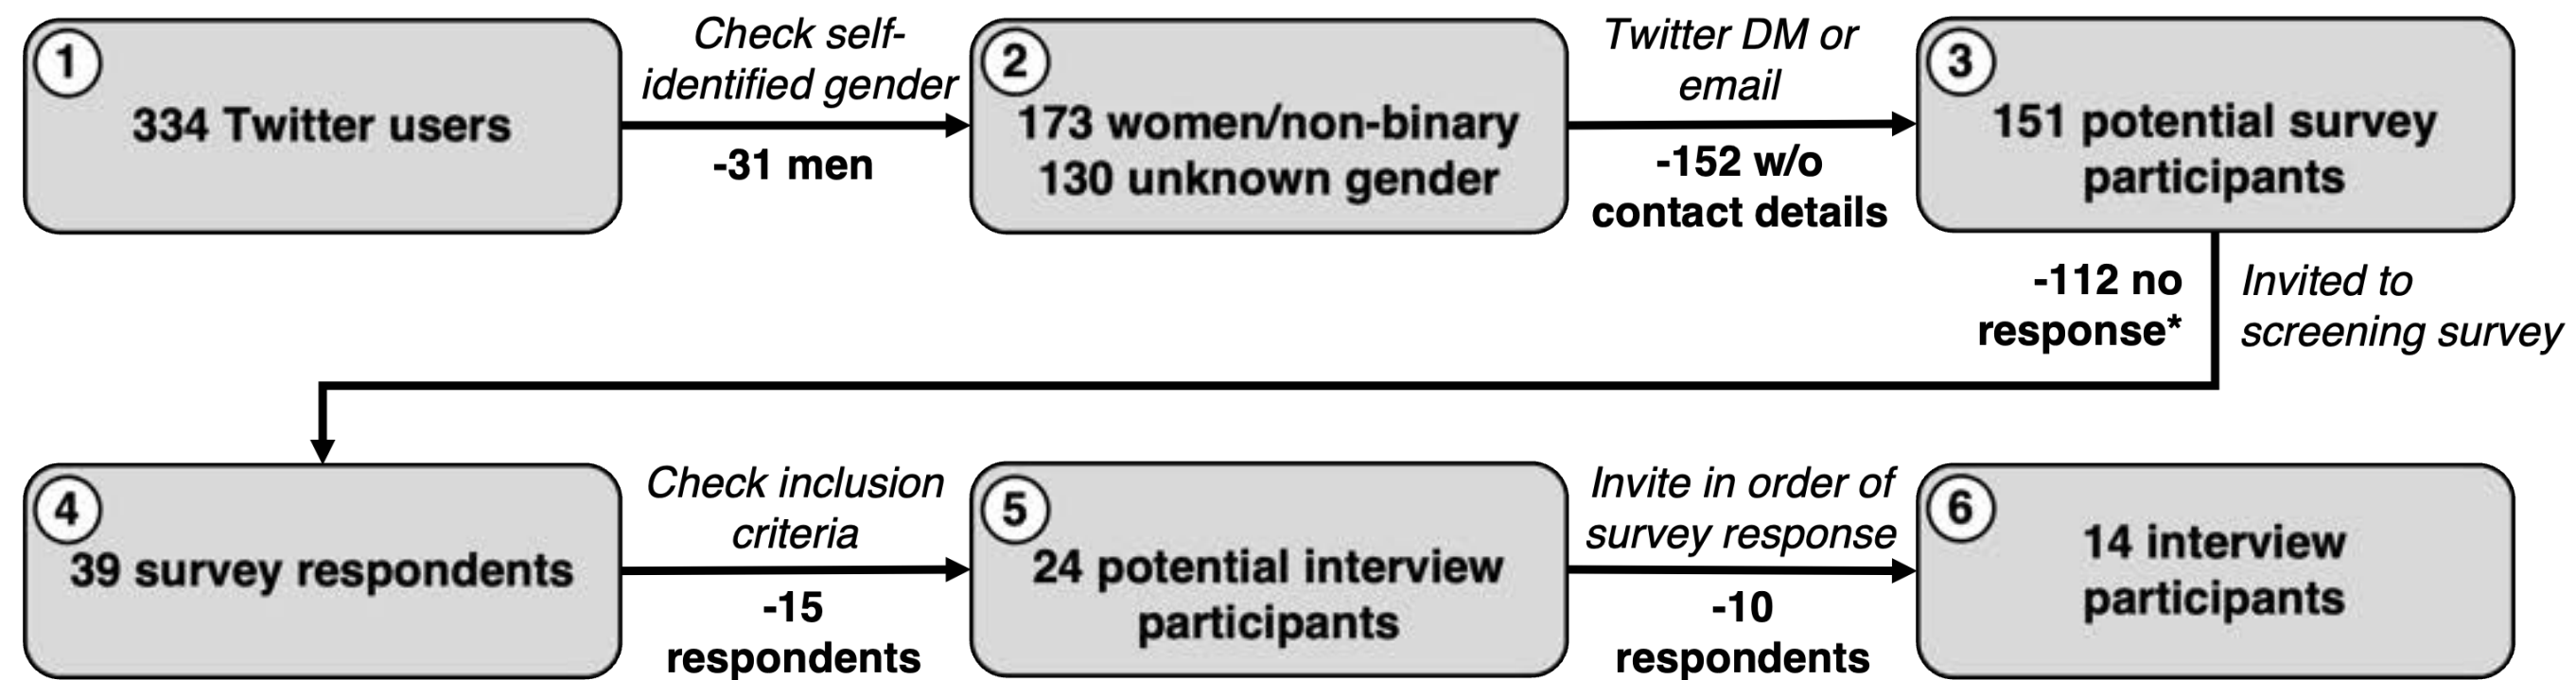 1
334 Twitter users
Check self-
identified gender
-31 men
2
173 women/non-binary
130 unknown gender
Twitter DM or
email
-152 w/o
contact details
3
151 potential survey
participants
-112 no
response*
Invited to
screening survey
4
39 survey respondents
Check inclusion
criteria
-15
respondents
5
24 potential interview
participants
Invite in order of
survey response
-10
respondents
6
14 interview
participants